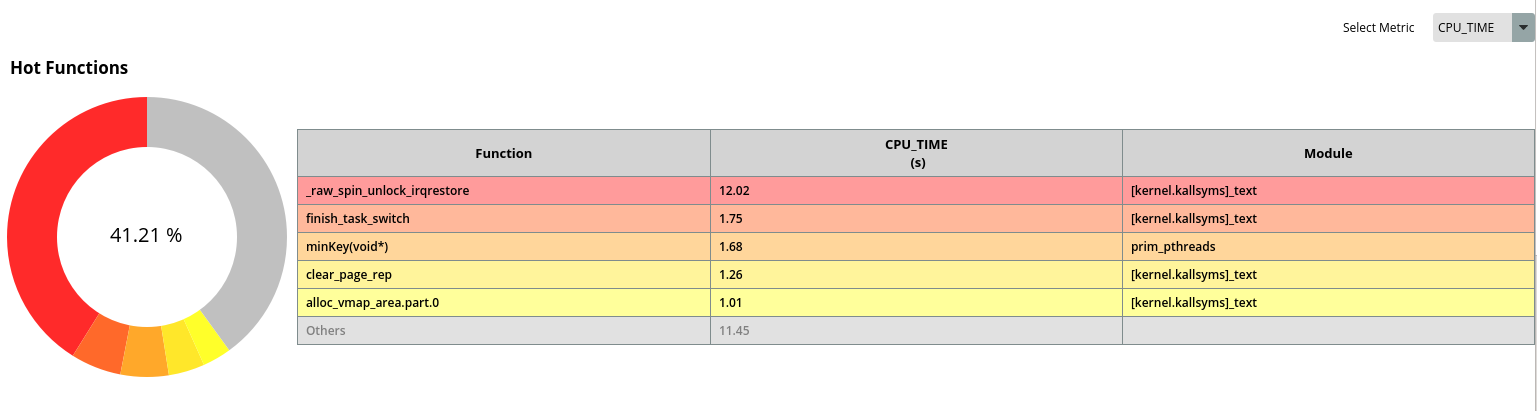 Select Metric CPU_TIME
Hot Functions
41.21 %
Function CPU_TIME (s) Module
_raw_spin_unlock_irqrestore 12.02 [kernel.kallsyms]_text
finish_task_switch 1.75 [kernel.kallsyms]_text
minKey(void*) 1.68 prim_pthreads
clear_page_rep 1.26 [kernel.kallsyms]_text
alloc_vmap_area.part.0 1.01 [kernel.kallsyms]_text
Others 11.45